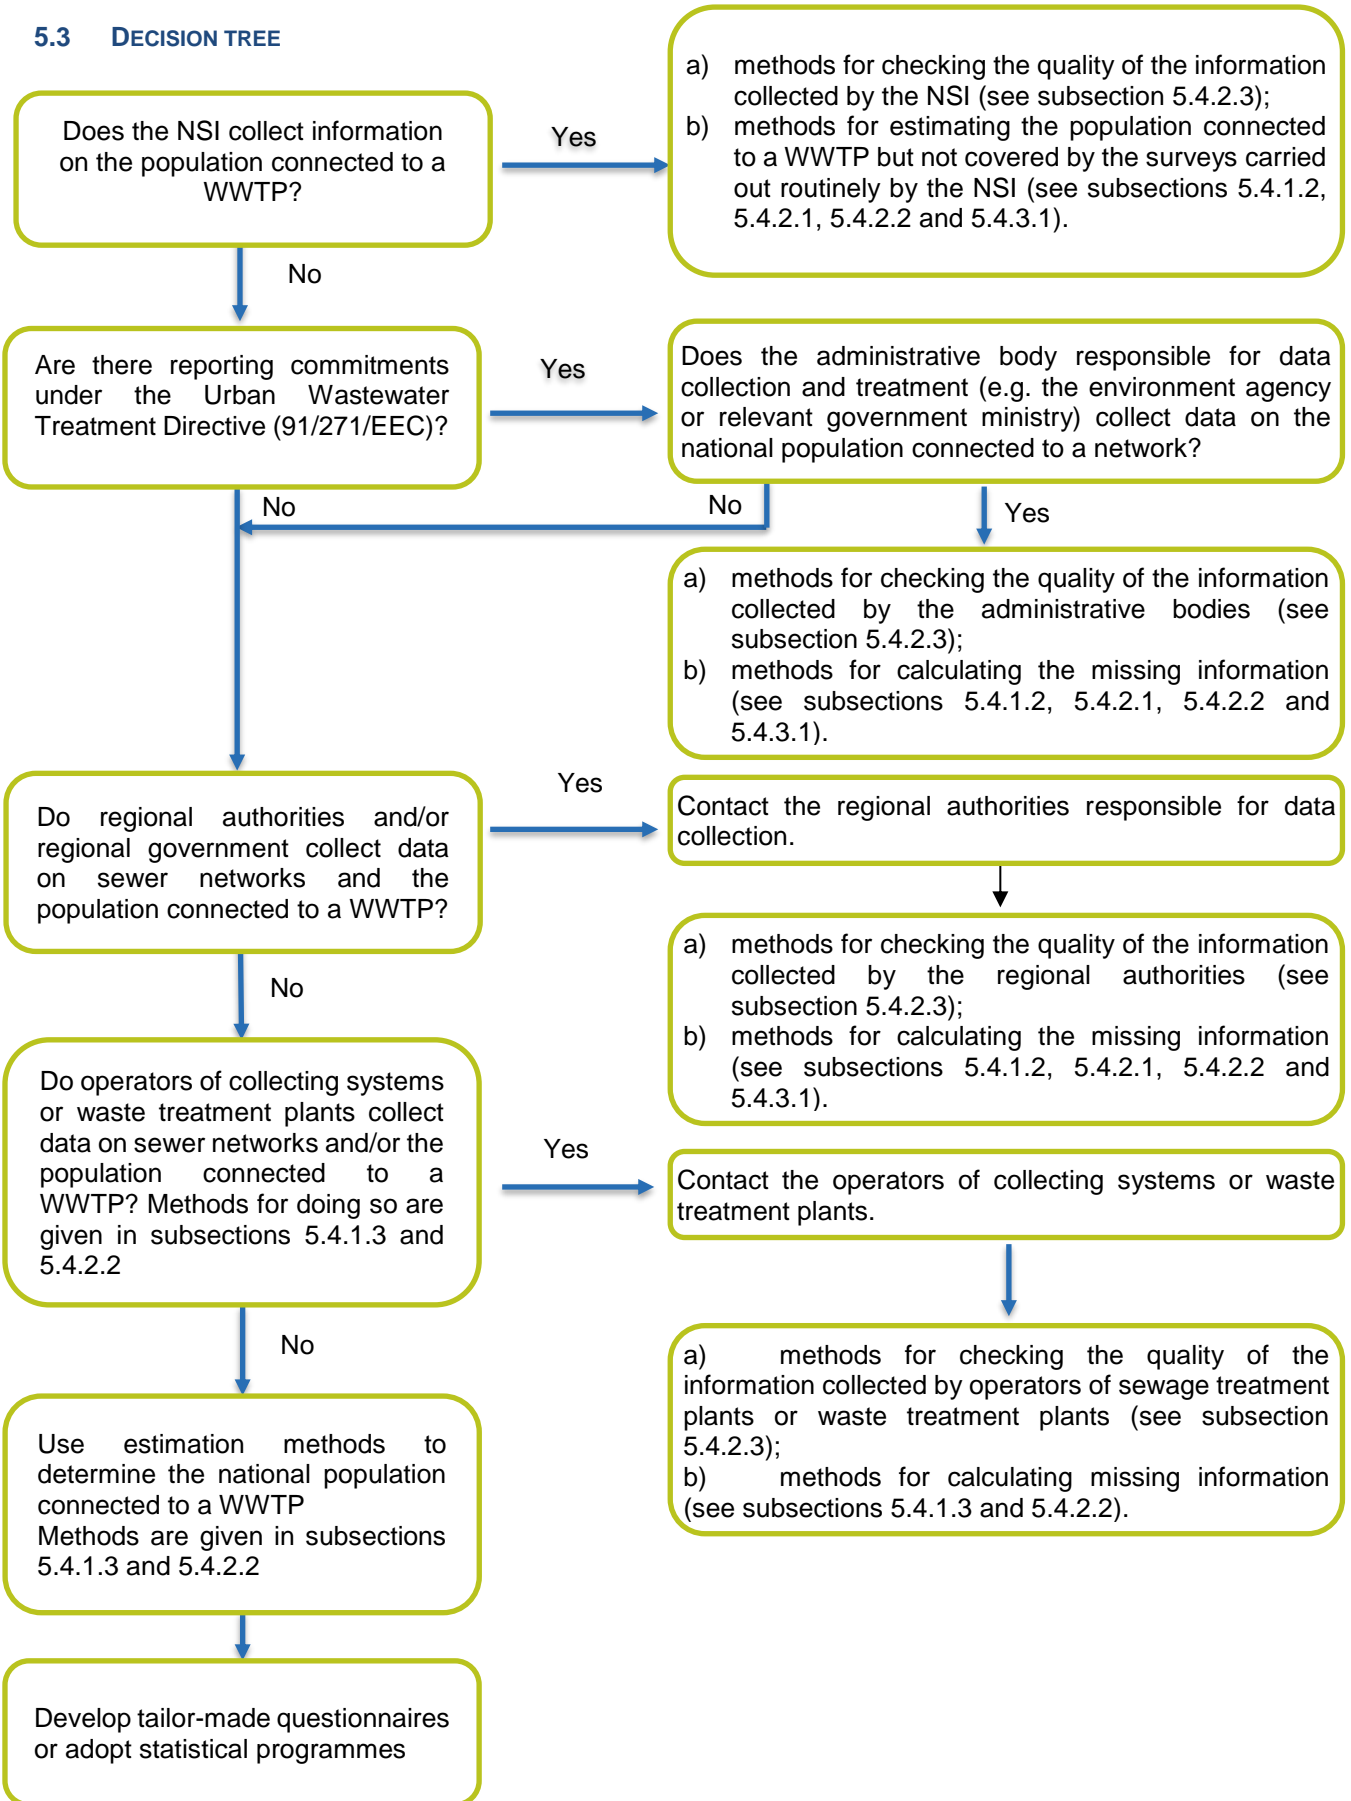 5.3 DECISION TREE
Does the NSI collect information
on the population connected to a
WWTP?
Yes
a) methods for checking the quality of the information
collected by the NSI (see subsection 5.4.2.3);
b) methods for estimating the population connected
to a WWTP but not covered by the surveys carried
out routinely by the NSI (see subsections 5.4.1.2,
5.4.2.1, 5.4.2.2 and 5.4.3.1).
No
Are there reporting commitments
under the Urban Wastewater
Treatment Directive (91/271/EEC)?
Yes
Does the administrative body responsible for data
collection and treatment (e.g. the environment agency
or relevant government ministry) collect data on the
national population connected to a network?
No
No
Yes
a) methods for checking the quality of the information
collected by the administrative bodies (see
subsection 5.4.2.3);
b) methods for calculating the missing information
(see subsections 5.4.1.2, 5.4.2.1, 5.4.2.2 and
5.4.3.1).
Do regional authorities and/or
regional government collect data
on sewer networks and the
population connected to a WWTP?
Yes
Contact the regional authorities responsible for data
collection.
a) methods for checking the quality of the information
collected by the regional authorities (see
subsection 5.4.2.3);
b) methods for calculating the missing information
(see subsections 5.4.1.2, 5.4.2.1, 5.4.2.2 and
5.4.3.1).
No
Do operators of collecting systems
or waste treatment plants collect
data on sewer networks and/or the
population connected to a
WWTP? Methods for doing so are
given in subsections 5.4.1.3 and
5.4.2.2
Yes
Contact the operators of collecting systems or waste
treatment plants.
a) methods for checking the quality of the
information collected by operators of sewage treatment
plants or waste treatment plants (see subsection
5.4.2.3);
b) methods for calculating missing information
(see subsections 5.4.1.3 and 5.4.2.2).
No
Use estimation methods to
determine the national population
connected to a WWTP
Methods are given in subsections
5.4.1.3 and 5.4.2.2
Develop tailor-made questionnaires
or adopt statistical programmes